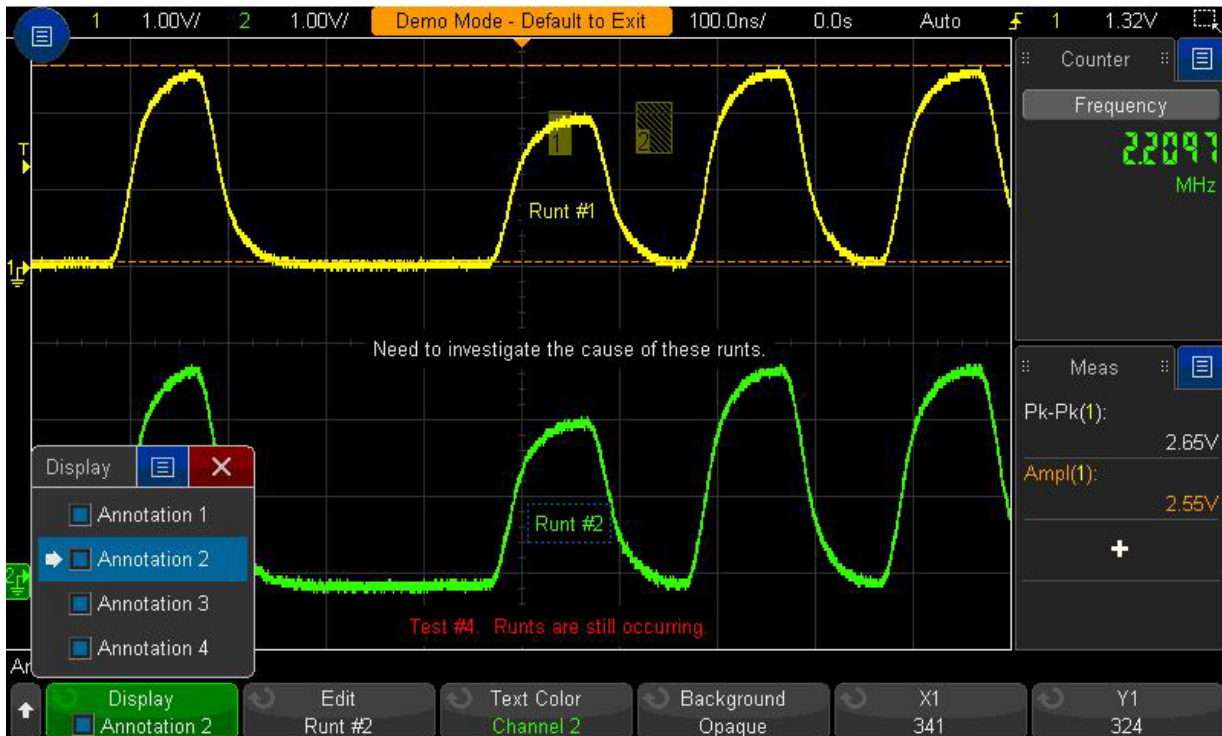 1 1.00V/ 2 1.00V/ Demo Mode - Default to Exit 100.0ns/ 0.0s Auto 1 1.32V
Counter
Frequency
2.2097
MHz
T
1
2
Runt #1
1
Need to investigate the cause of these runts.
Meas
Pk-Pk(1):
2.65V
Ampl(1):
2.55V
+
Display
Annotation 1
Annotation 2
Annotation 3
Annotation 4
Runt #2
2
Test #4. Runts are still occurring.
Display
Annotation 2
Edit
Runt #2
Text Color
Channel 2
Background
Opaque
X1
341
Y1
324